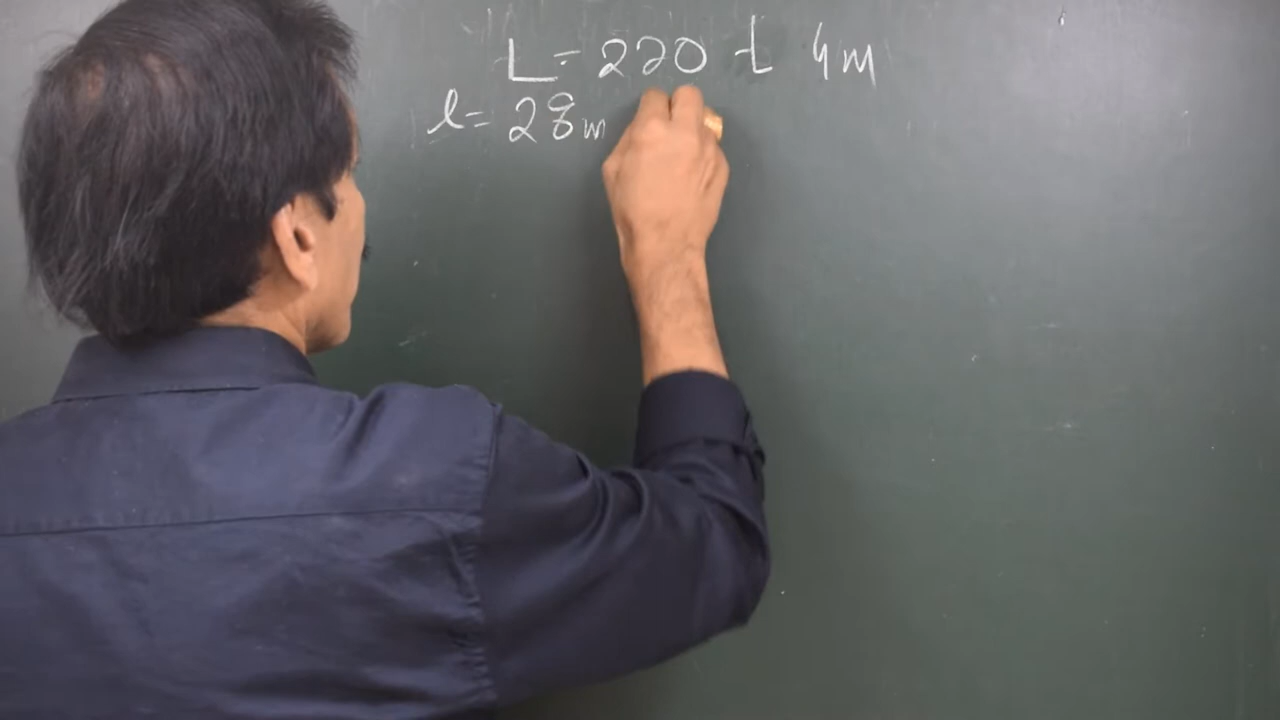 L = 220 t 4m
l = 28m